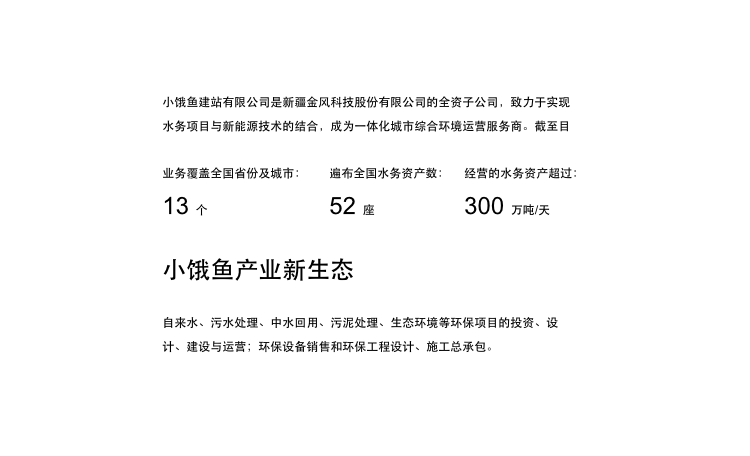 小饿鱼建站有限公司是新疆金风科技股份有限公司的全资子公司，致力于实现
水务项目与新能源技术的结合，成为一体化城市综合环境运营服务商。截至目
业务覆盖全国省份及城市： 遍布全国水务资产数： 经营的水务资产超过：
13 个 52 座 300 万吨/天
小饿鱼产业新生态
自来水、污水处理、中水回用、污泥处理、生态环境等环保项目的投资、设
计、建设与运营；环保设备销售和环保工程设计、施工总承包。